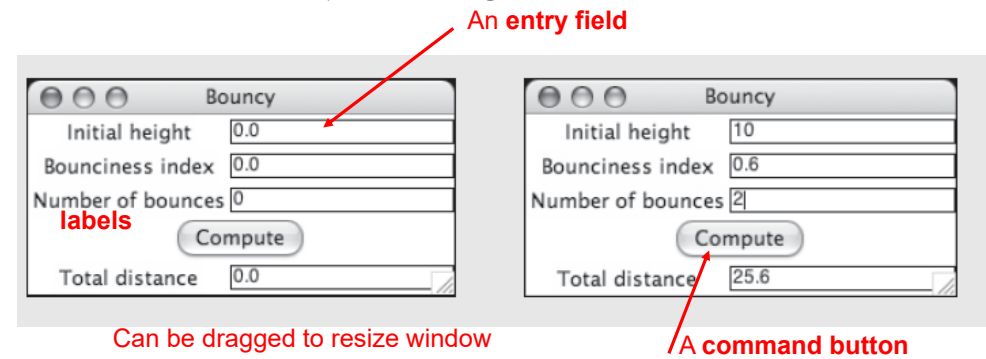 An entry field
Bouncy
Initial height 0.0
Bounciness index 0.0
Number of bounces 0
labels
Compute
Total distance 0.0
Bouncy
Initial height 10
Bounciness index 0.6
Number of bounces 2
Compute
Total distance 25.6
Can be dragged to resize window
A command button